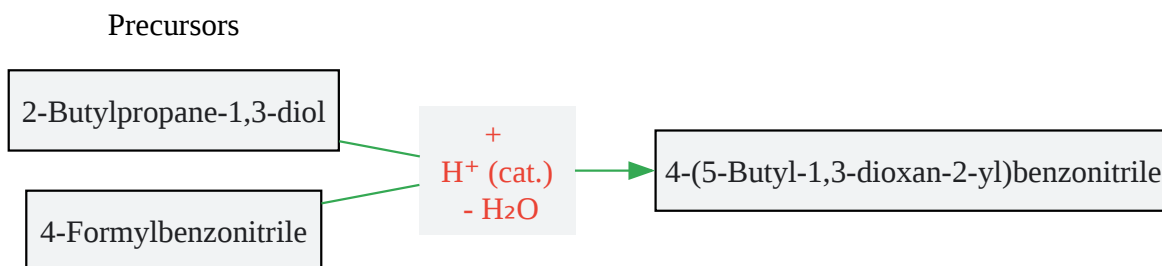 Precursors
2-Butylpropane-1,3-diol
4-Formylbenzonitrile
+
H⁺ (cat.)
- H₂O
4-(5-Butyl-1,3-dioxan-2-yl)benzonitrile